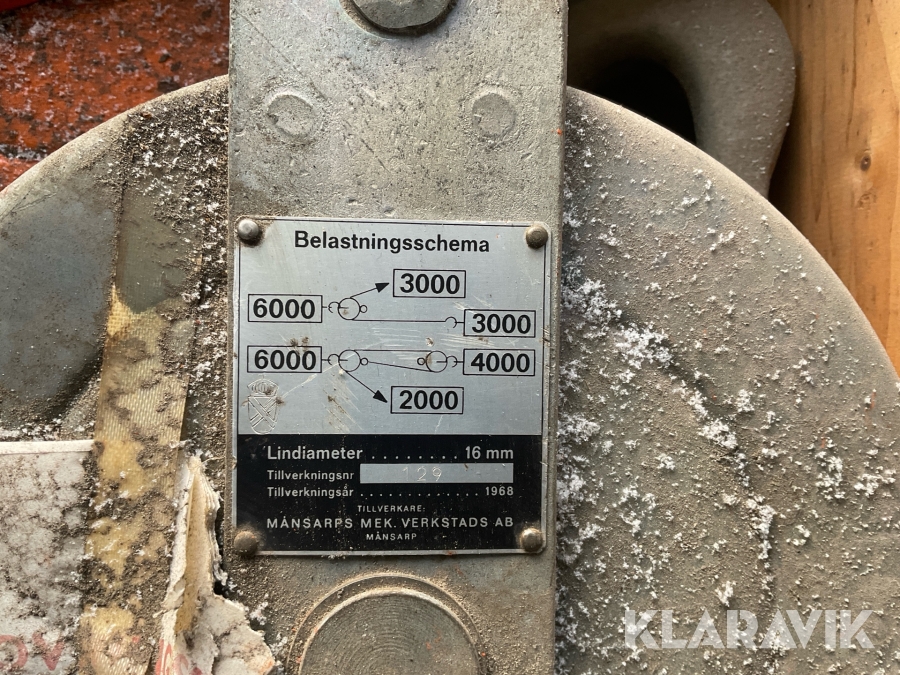 Belastningsschema
3000
6000
3000
6000
4000
2000
Lindiameter ........ 16 mm
Tillverkningsnr 129
Tillverkningsår ............ 1968
TILLVERKARE:
MÅNSARPS MEK. VERKSTADS AB
MÅNSARP
KLARAVIK